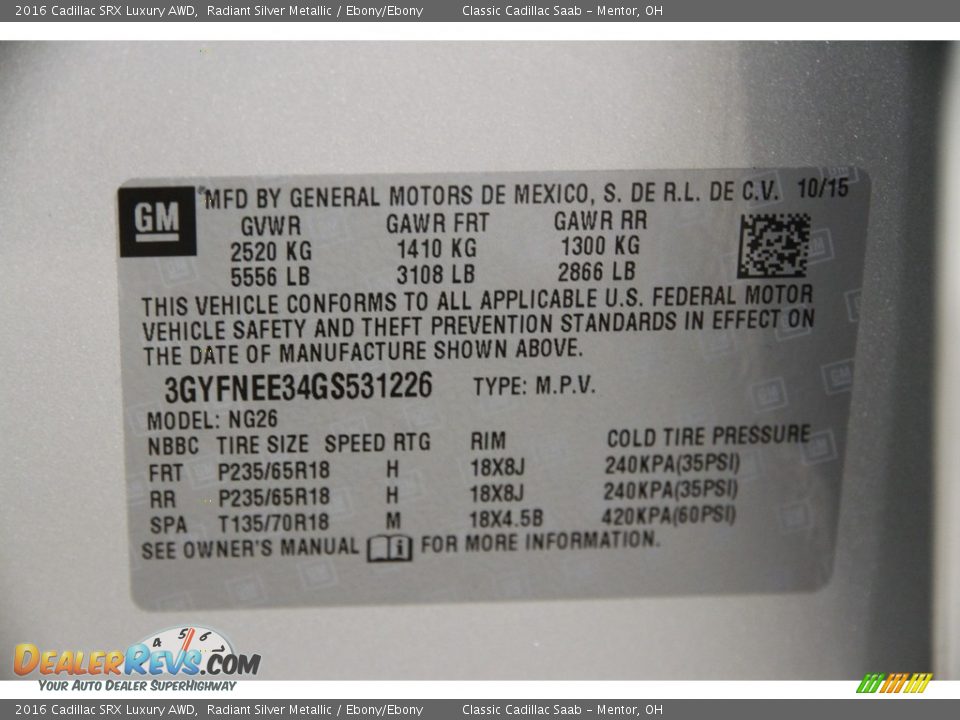 2016 Cadillac SRX Luxury AWD, Radiant Silver Metallic / Ebony/Ebony Classic Cadillac Saab - Mentor, OH
GM ® MFD BY GENERAL MOTORS DE MEXICO, S. DE R.L. DE C.V. 10/15
GVWR GAWR FRT GAWR RR
2520 KG 1410 KG 1300 KG
5556 LB 3108 LB 2866 LB
THIS VEHICLE CONFORMS TO ALL APPLICABLE U.S. FEDERAL MOTOR
VEHICLE SAFETY AND THEFT PREVENTION STANDARDS IN EFFECT ON
THE DATE OF MANUFACTURE SHOWN ABOVE.
3GYFNEE34GS531226 TYPE: M.P.V.
MODEL: NG26
NBBC TIRE SIZE SPEED RTG RIM COLD TIRE PRESSURE
FRT P235/65R18 H 18X8J 240KPA(35PSI)
RR P235/65R18 H 18X8J 240KPA(35PSI)
SPA T135/70R18 M 18X4.5B 420KPA(60PSI)
SEE OWNER'S MANUAL FOR MORE INFORMATION.
4 5 6
DEALERREVS.COM
YOUR AUTO DEALER SUPERHIGHWAY
2016 Cadillac SRX Luxury AWD, Radiant Silver Metallic / Ebony/Ebony Classic Cadillac Saab - Mentor, OH